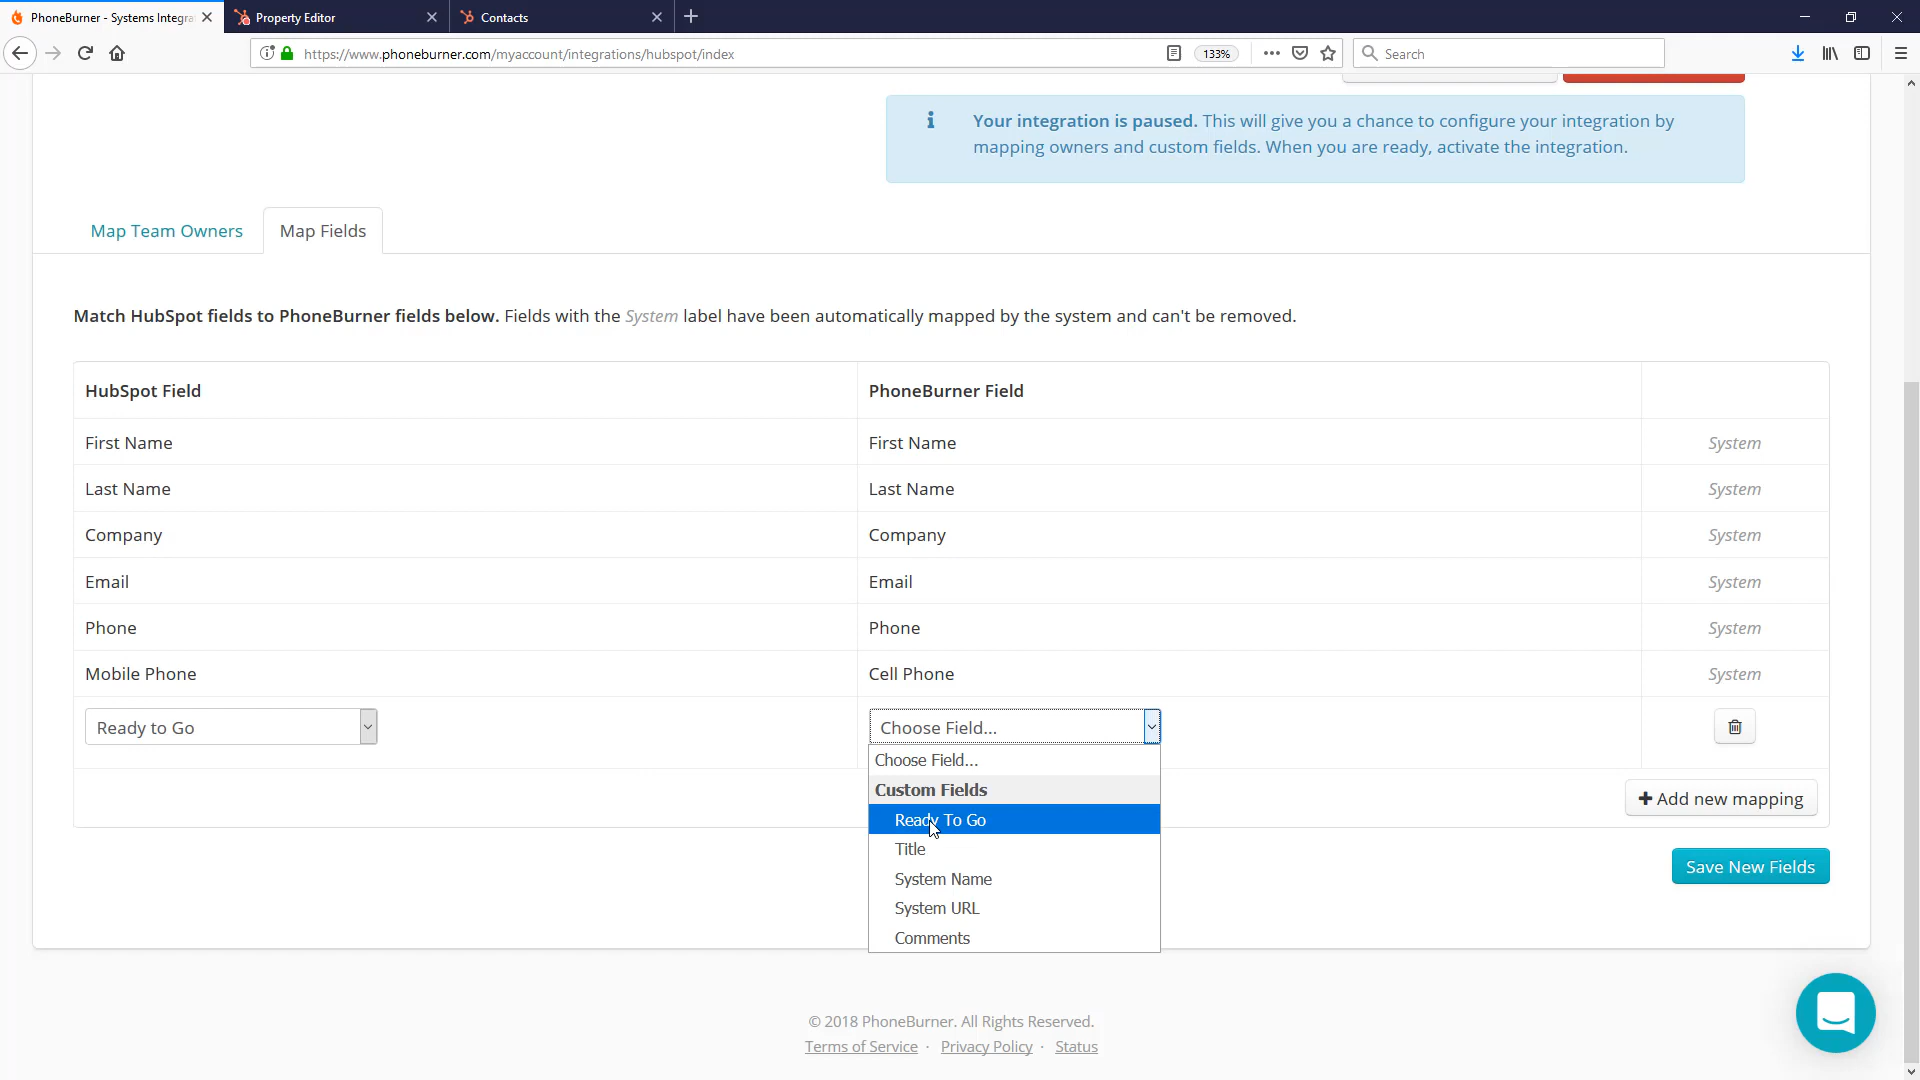 PhoneBurner - Systems Integra
Property Editor
Contacts
https://www.phoneburner.com/myaccount/integrations/hubspot/index
133%
Search
Your integration is paused. This will give you a chance to configure your integration by
mapping owners and custom fields. When you are ready, activate the integration.
Map Team Owners
Map Fields
Match HubSpot fields to PhoneBurner fields below. Fields with the System label have been automatically mapped by the system and can't be removed.
HubSpot Field
PhoneBurner Field
First Name
First Name
System
Last Name
Last Name
System
Company
Company
System
Email
Email
System
Phone
Phone
System
Mobile Phone
Cell Phone
System
Ready to Go
Choose Field...
Choose Field...
Custom Fields
Ready To Go
Title
System Name
System URL
Comments
Add new mapping
Save New Fields
© 2018 PhoneBurner. All Rights Reserved.
Terms of Service · Privacy Policy · Status